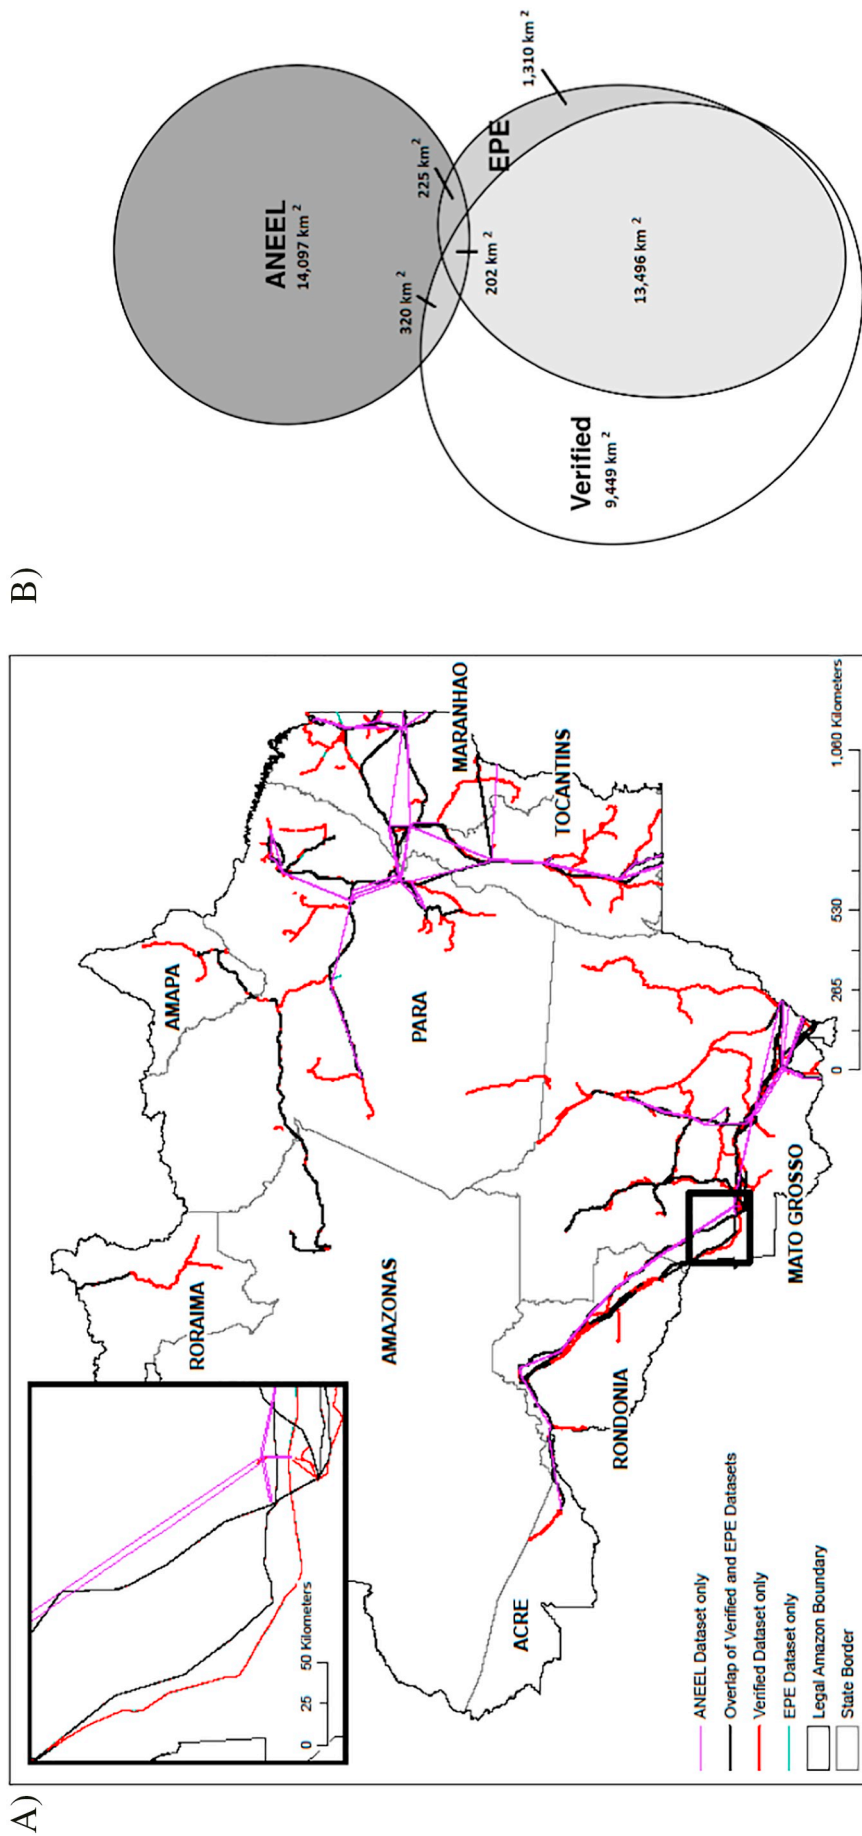 A)
0 25 50 Kilometers
RORAIMA
AMAPA
AMAZONAS
PARA
MARANHAO
TOCANTINS
ACRE
RONDONIA
MATO GROSSO
ANEEL Dataset only
Overlap of Verified and EPE Datasets
Verified Dataset only
EPE Dataset only
Legal Amazon Boundary
State Border
0 265 530 1,060 Kilometers
B)
ANEEL
14,097 km 2
320 km 2
225 km 2
202 km 2
EPE
1,310 km 2
Verified
9,449 km 2
13,496 km 2